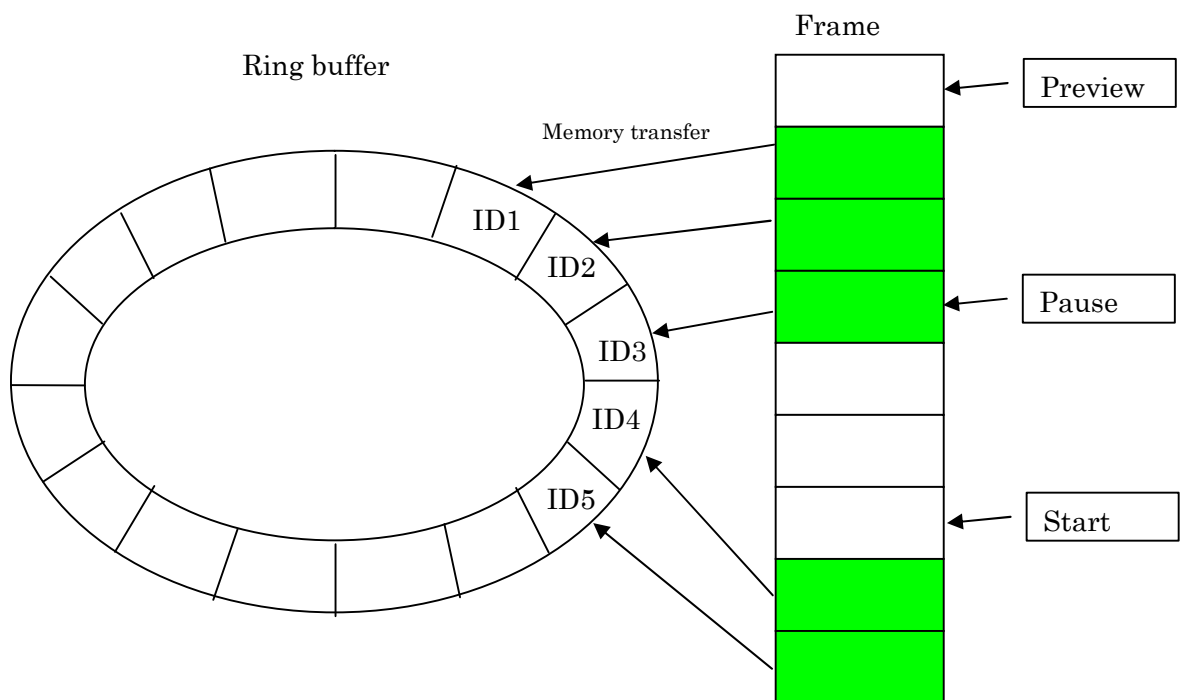 Frame
Ring buffer
Preview
Memory transfer
ID1
ID2
Pause
ID3
ID4
ID5
Start